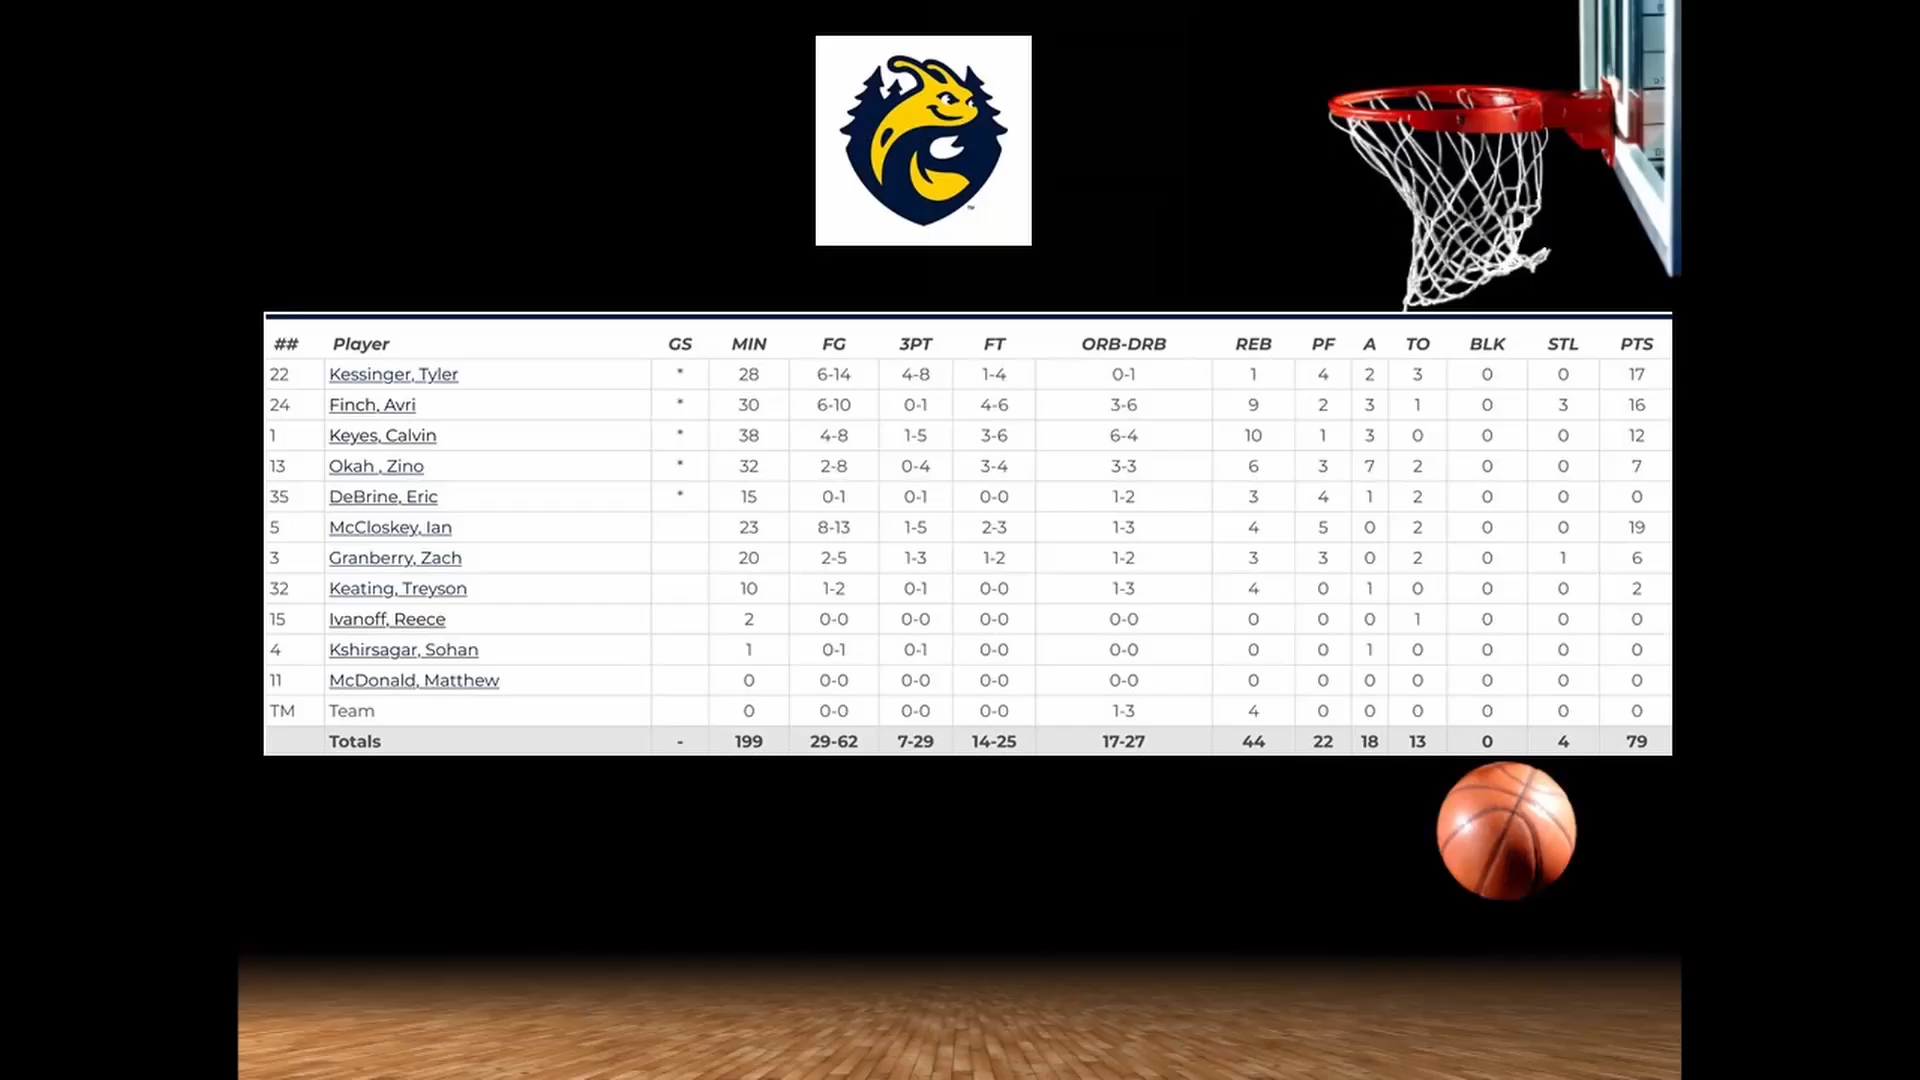 ## Player GS MIN FG 3PT FT ORB-DRB REB PF A TO BLK STL PTS
22 Kessinger, Tyler * 28 6-14 4-8 1-4 0-1 1 4 2 3 0 0 17
24 Finch, Avri * 30 6-10 0-1 4-6 3-6 9 2 3 1 0 3 16
1 Keyes, Calvin * 38 4-8 1-5 3-6 6-4 10 1 3 0 0 0 12
13 Okah , Zino * 32 2-8 0-4 3-4 3-3 6 3 7 2 0 0 7
35 DeBrine, Eric * 15 0-1 0-1 0-0 1-2 3 4 1 2 0 0 0
5 McCloskey, Ian 23 8-13 1-5 2-3 1-3 4 5 0 2 0 0 19
3 Granberry, Zach 20 2-5 1-3 1-2 1-2 3 3 0 2 0 1 6
32 Keating, Treyson 10 1-2 0-1 0-0 1-3 4 0 1 0 0 0 2
15 Ivanoff, Reece 2 0-0 0-0 0-0 0-0 0 0 0 1 0 0 0
4 Kshirsagar, Sohan 1 0-1 0-1 0-0 0-0 0 0 1 0 0 0 0
11 McDonald, Matthew 0 0-0 0-0 0-0 0-0 0 0 0 0 0 0 0
TM Team 0 0-0 0-0 0-0 1-3 4 0 0 0 0 0 0
Totals - 199 29-62 7-29 14-25 17-27 44 22 18 13 0 4 79